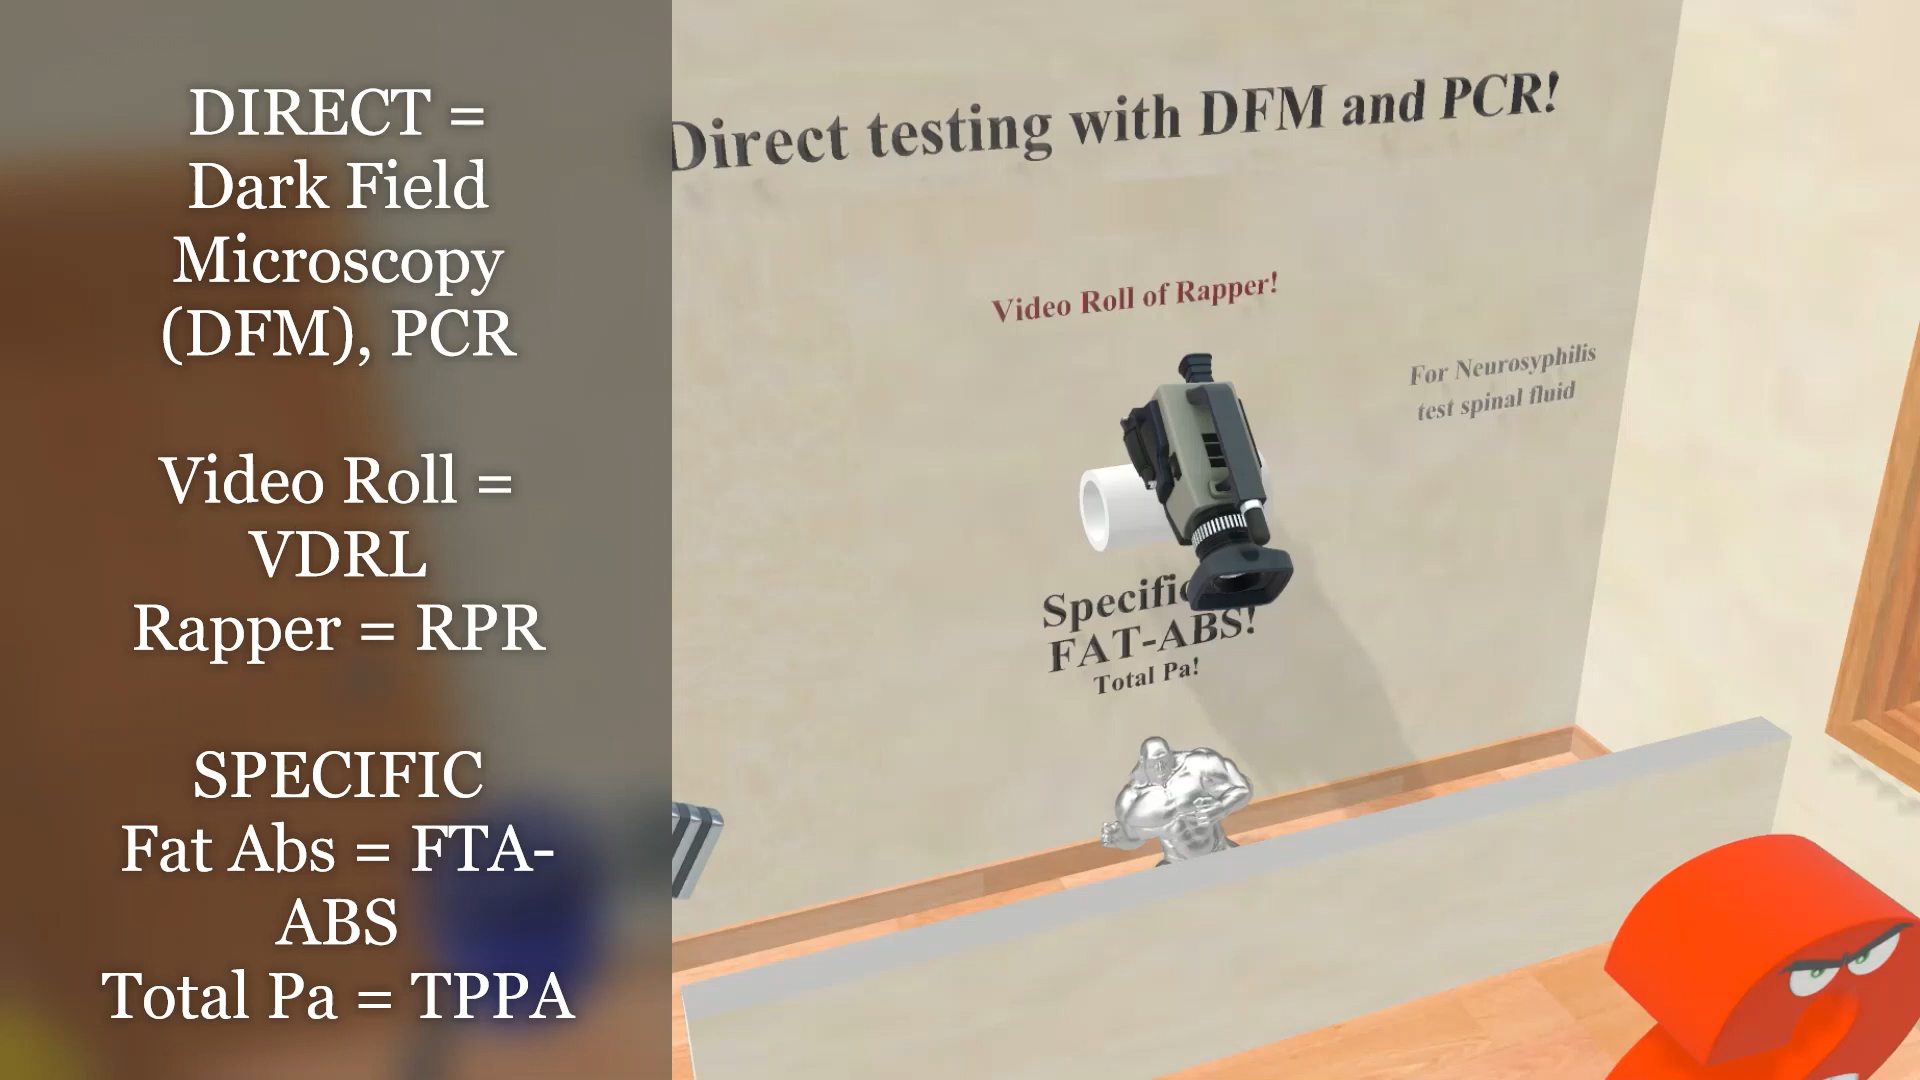 DIRECT =
Dark Field
Microscopy
(DFM), PCR
Video Roll =
VDRL
Rapper = RPR
SPECIFIC
Fat Abs = FTA-
ABS
Total Pa = TPPA
Direct testing with DFM and PCR!
Video Roll of Rapper!
For Neurosyphilis
test spinal fluid
Specific
FAT-ABS!
Total Pa!